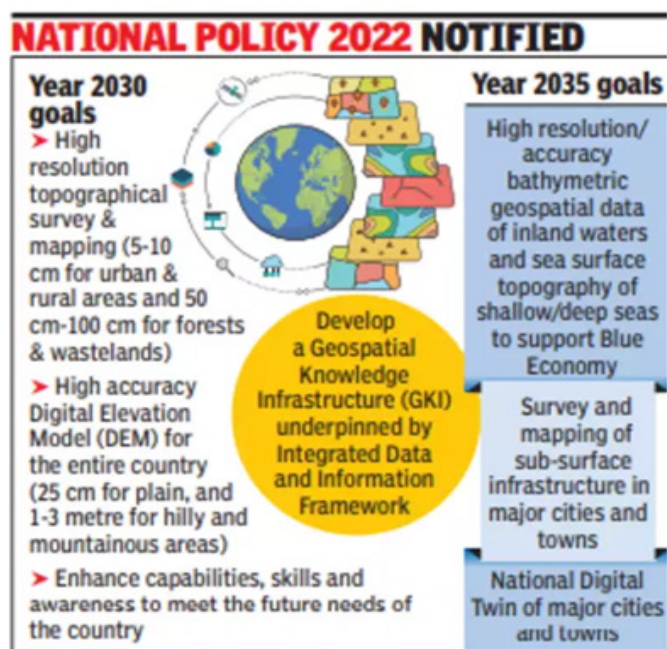 NATIONAL POLICY 2022 NOTIFIED
Year 2030
goals
➤ High
resolution
topographical
survey &
mapping (5-10
cm for urban &
rural areas and 50
cm-100 cm for forests
& wastelands)
➤ High accuracy
Digital Elevation
Model (DEM) for
the entire country
(25 cm for plain, and
1-3 metre for hilly and
mountainous areas)
➤ Enhance capabilities, skills and
awareness to meet the future needs of
the country
Develop
a Geospatial
Knowledge
Infrastructure (GKI)
underpinned by
Integrated Data
and Information
Framework
Year 2035 goals
High resolution/
accuracy
bathymetric
geospatial data
of inland waters
and sea surface
topography of
shallow/deep seas
to support Blue
Economy
Survey and
mapping of
sub-surface
infrastructure in
major cities and
towns
National Digital
Twin of major cities
and towns